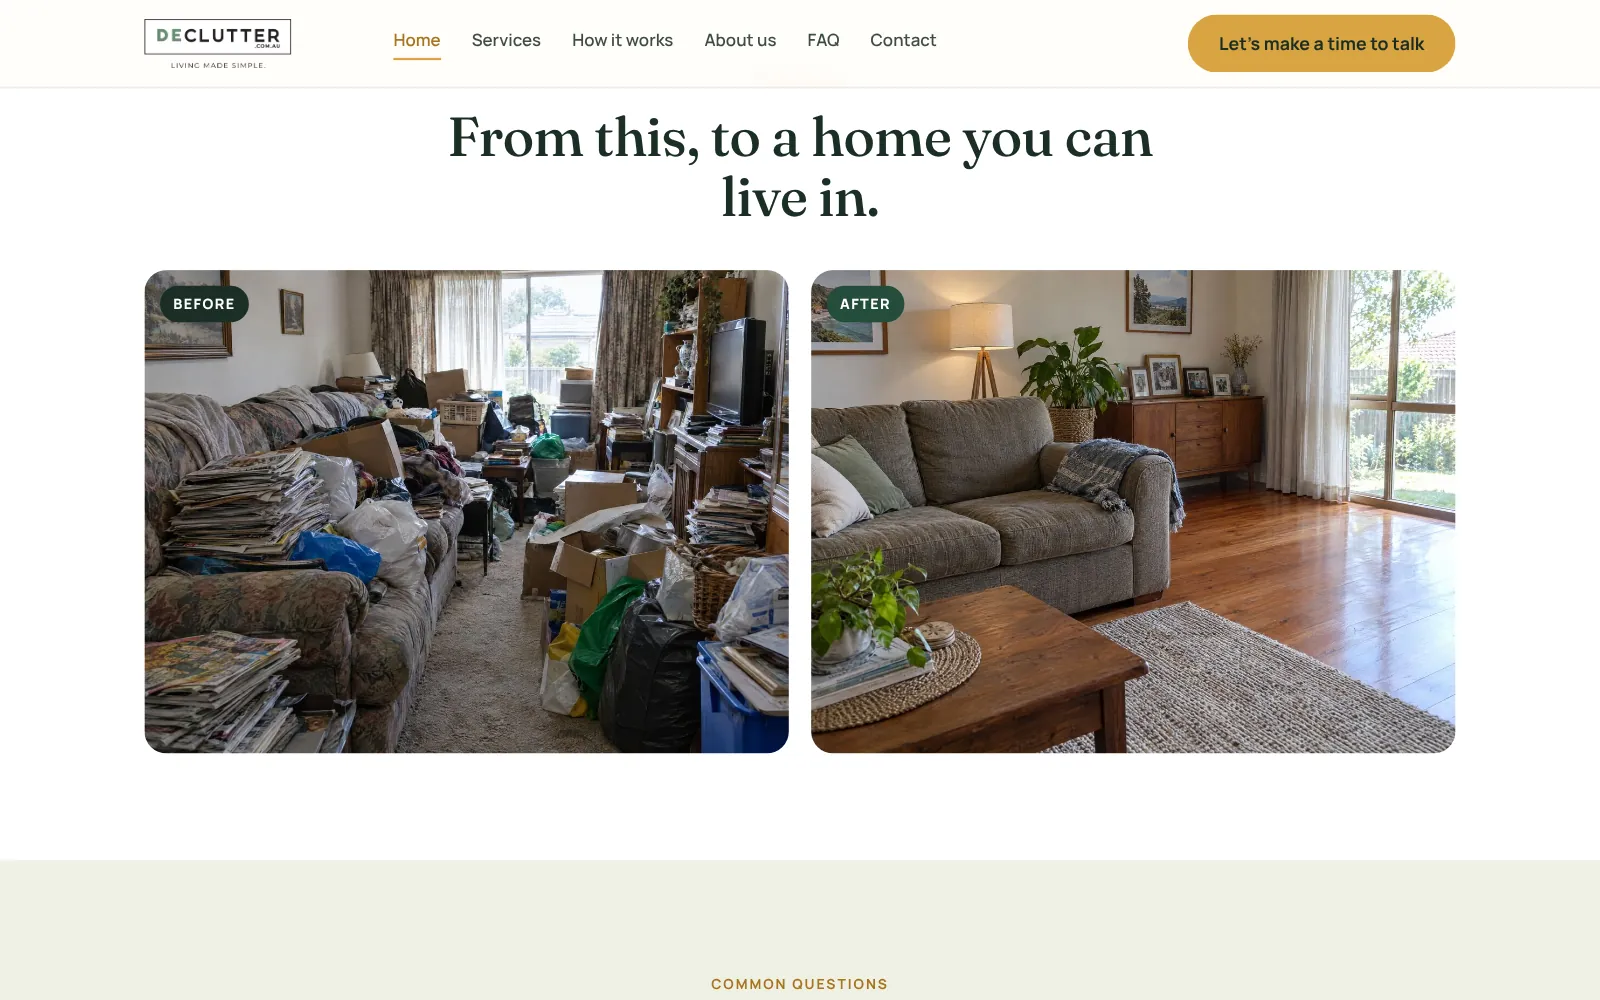 DECLUTTER
.COM.AU
LIVING MADE SIMPLE.
Home
Services
How it works
About us
FAQ
Contact
Let's make a time to talk
From this, to a home you can
live in.
BEFORE
AFTER
COMMON QUESTIONS